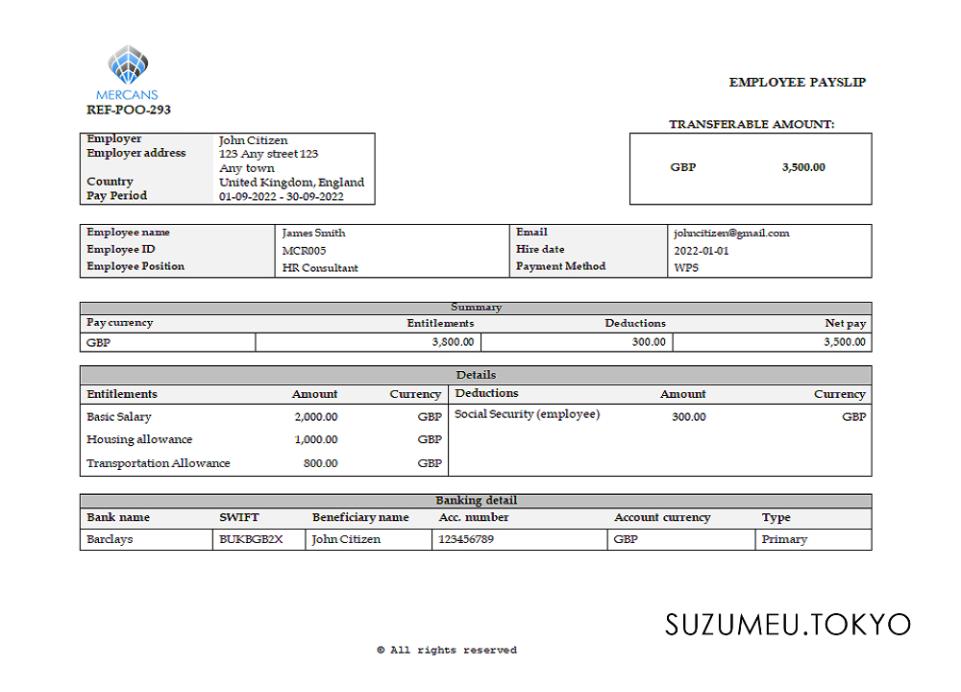 MERCANS
REF-POO-293
EMPLOYEE PAYSLIP
TRANSFERABLE AMOUNT:
GBP 3,500.00
Employer John Citizen
Employer address 123 Any street 123
Any town
Country United Kingdom, England
Pay Period 01-09-2022 - 30-09-2022
Employee name James Smith Email johncitizen@gmail.com
Employee ID MCR005 Hire date 2022-01-01
Employee Position HR Consultant Payment Method WPS
Summary
Pay currency Entitlements Deductions Net pay
GBP 3,800.00 300.00 3,500.00
Details
Entitlements Amount Currency Deductions Amount Currency
Basic Salary 2,000.00 GBP Social Security (employee) 300.00 GBP
Housing allowance 1,000.00 GBP
Transportation Allowance 800.00 GBP
Banking detail
Bank name SWIFT Beneficiary name Acc. number Account currency Type
Barclays BUKBGB2X John Citizen 123456789 GBP Primary
SUZUMEU.TOKYO
© All rights reserved